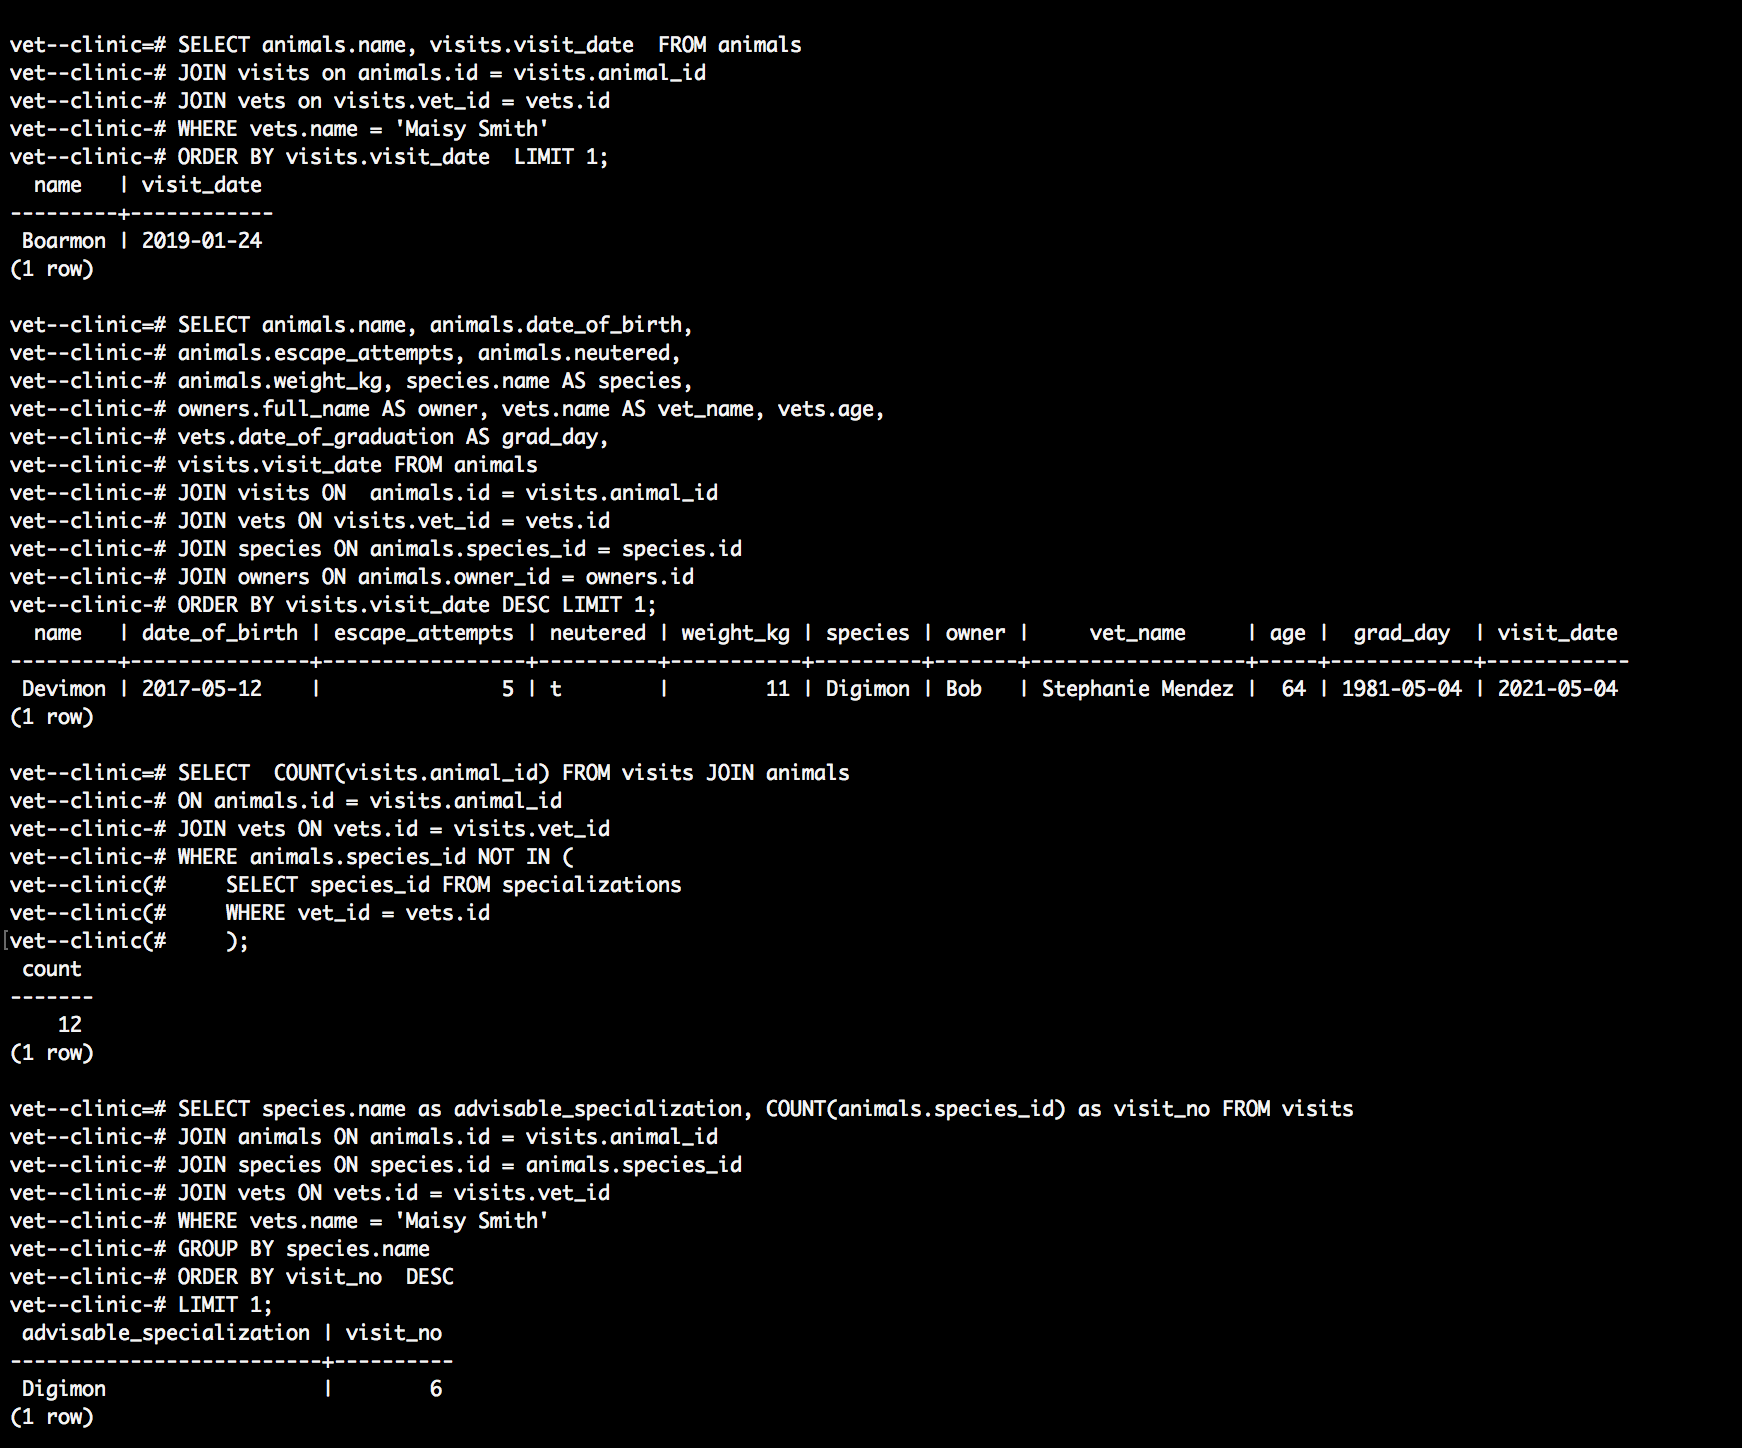 vet--clinic=# SELECT animals.name, visits.visit_date  FROM animals
vet--clinic-# JOIN visits on animals.id = visits.animal_id
vet--clinic-# JOIN vets on visits.vet_id = vets.id
vet--clinic-# WHERE vets.name = 'Maisy Smith'
vet--clinic-# ORDER BY visits.visit_date  LIMIT 1;
  name   | visit_date
---------+------------
 Boarmon | 2019-01-24
(1 row)

vet--clinic=# SELECT animals.name, animals.date_of_birth,
vet--clinic-# animals.escape_attempts, animals.neutered,
vet--clinic-# animals.weight_kg, species.name AS species,
vet--clinic-# owners.full_name AS owner, vets.name AS vet_name, vets.age,
vet--clinic-# vets.date_of_graduation AS grad_day,
vet--clinic-# visits.visit_date FROM animals
vet--clinic-# JOIN visits ON  animals.id = visits.animal_id
vet--clinic-# JOIN vets ON visits.vet_id = vets.id
vet--clinic-# JOIN species ON animals.species_id = species.id
vet--clinic-# JOIN owners ON animals.owner_id = owners.id
vet--clinic-# ORDER BY visits.visit_date DESC LIMIT 1;
  name   | date_of_birth | escape_attempts | neutered | weight_kg | species | owner |     vet_name     | age |  grad_day  | visit_date
---------+---------------+-----------------+----------+-----------+---------+-------+------------------+-----+------------+------------
 Devimon | 2017-05-12    |               5 | t        |        11 | Digimon | Bob   | Stephanie Mendez |  64 | 1981-05-04 | 2021-05-04
(1 row)

vet--clinic=# SELECT  COUNT(visits.animal_id) FROM visits JOIN animals
vet--clinic-# ON animals.id = visits.animal_id
vet--clinic-# JOIN vets ON vets.id = visits.vet_id
vet--clinic-# WHERE animals.species_id NOT IN (
vet--clinic(#     SELECT species_id FROM specializations
vet--clinic(#     WHERE vet_id = vets.id
[vet--clinic(#     );
 count
-------
    12
(1 row)

vet--clinic=# SELECT species.name as advisable_specialization, COUNT(animals.species_id) as visit_no FROM visits
vet--clinic-# JOIN animals ON animals.id = visits.animal_id
vet--clinic-# JOIN species ON species.id = animals.species_id
vet--clinic-# JOIN vets ON vets.id = visits.vet_id
vet--clinic-# WHERE vets.name = 'Maisy Smith'
vet--clinic-# GROUP BY species.name
vet--clinic-# ORDER BY visit_no  DESC
vet--clinic-# LIMIT 1;
 advisable_specialization | visit_no
--------------------------+----------
 Digimon                  |        6
(1 row)